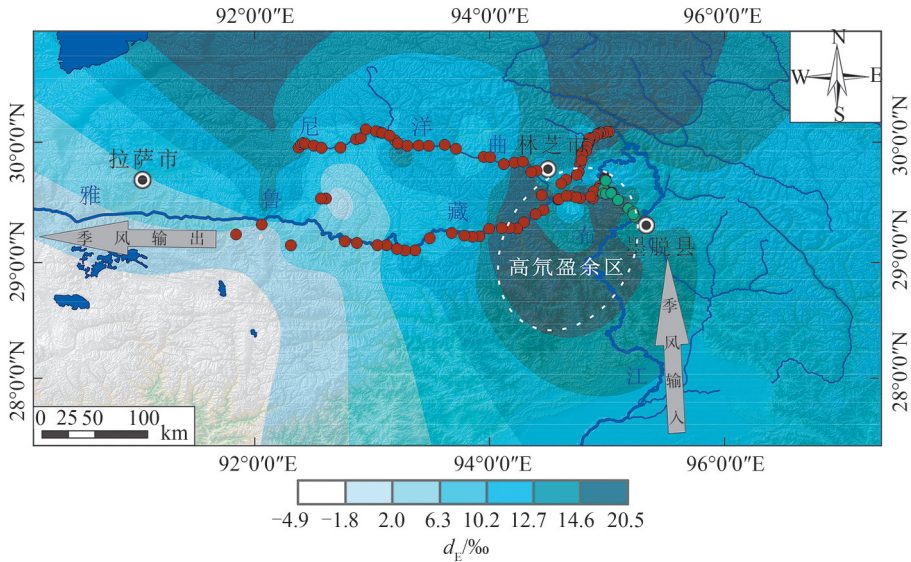 92°0′0″E 94°0′0″E 96°0′0″E
N
W E
S
30°0′0″N 30°0′0″N
尼 洋 曲 林芝市
拉萨市
雅 鲁 藏 布 江
墨脱县
季 风 输 出
高氘盈余区
29°0′0″N 29°0′0″N
季 风 输 入
28°0′0″N 28°0′0″N
0 25 50 100
km
92°0′0″E 94°0′0″E 96°0′0″E
−4.9 −1.8 2.0 6.3 10.2 12.7 14.6 20.5
dE/‰